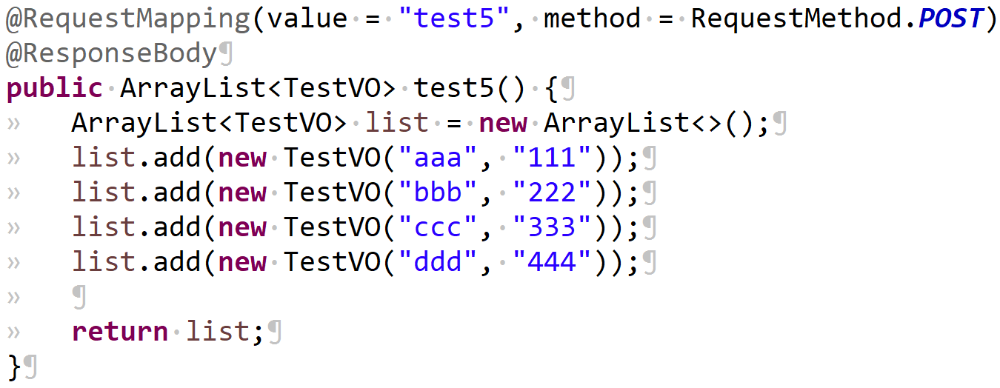 @RequestMapping(value = "test5", method = RequestMethod.POST)
@ResponseBody¶
public ArrayList<TestVO> test5() {¶
»   ArrayList<TestVO> list = new ArrayList<>();¶
»   list.add(new TestVO("aaa", "111"));¶
»   list.add(new TestVO("bbb", "222"));¶
»   list.add(new TestVO("ccc", "333"));¶
»   list.add(new TestVO("ddd", "444"));¶
»   ¶
»   return list;¶
}¶